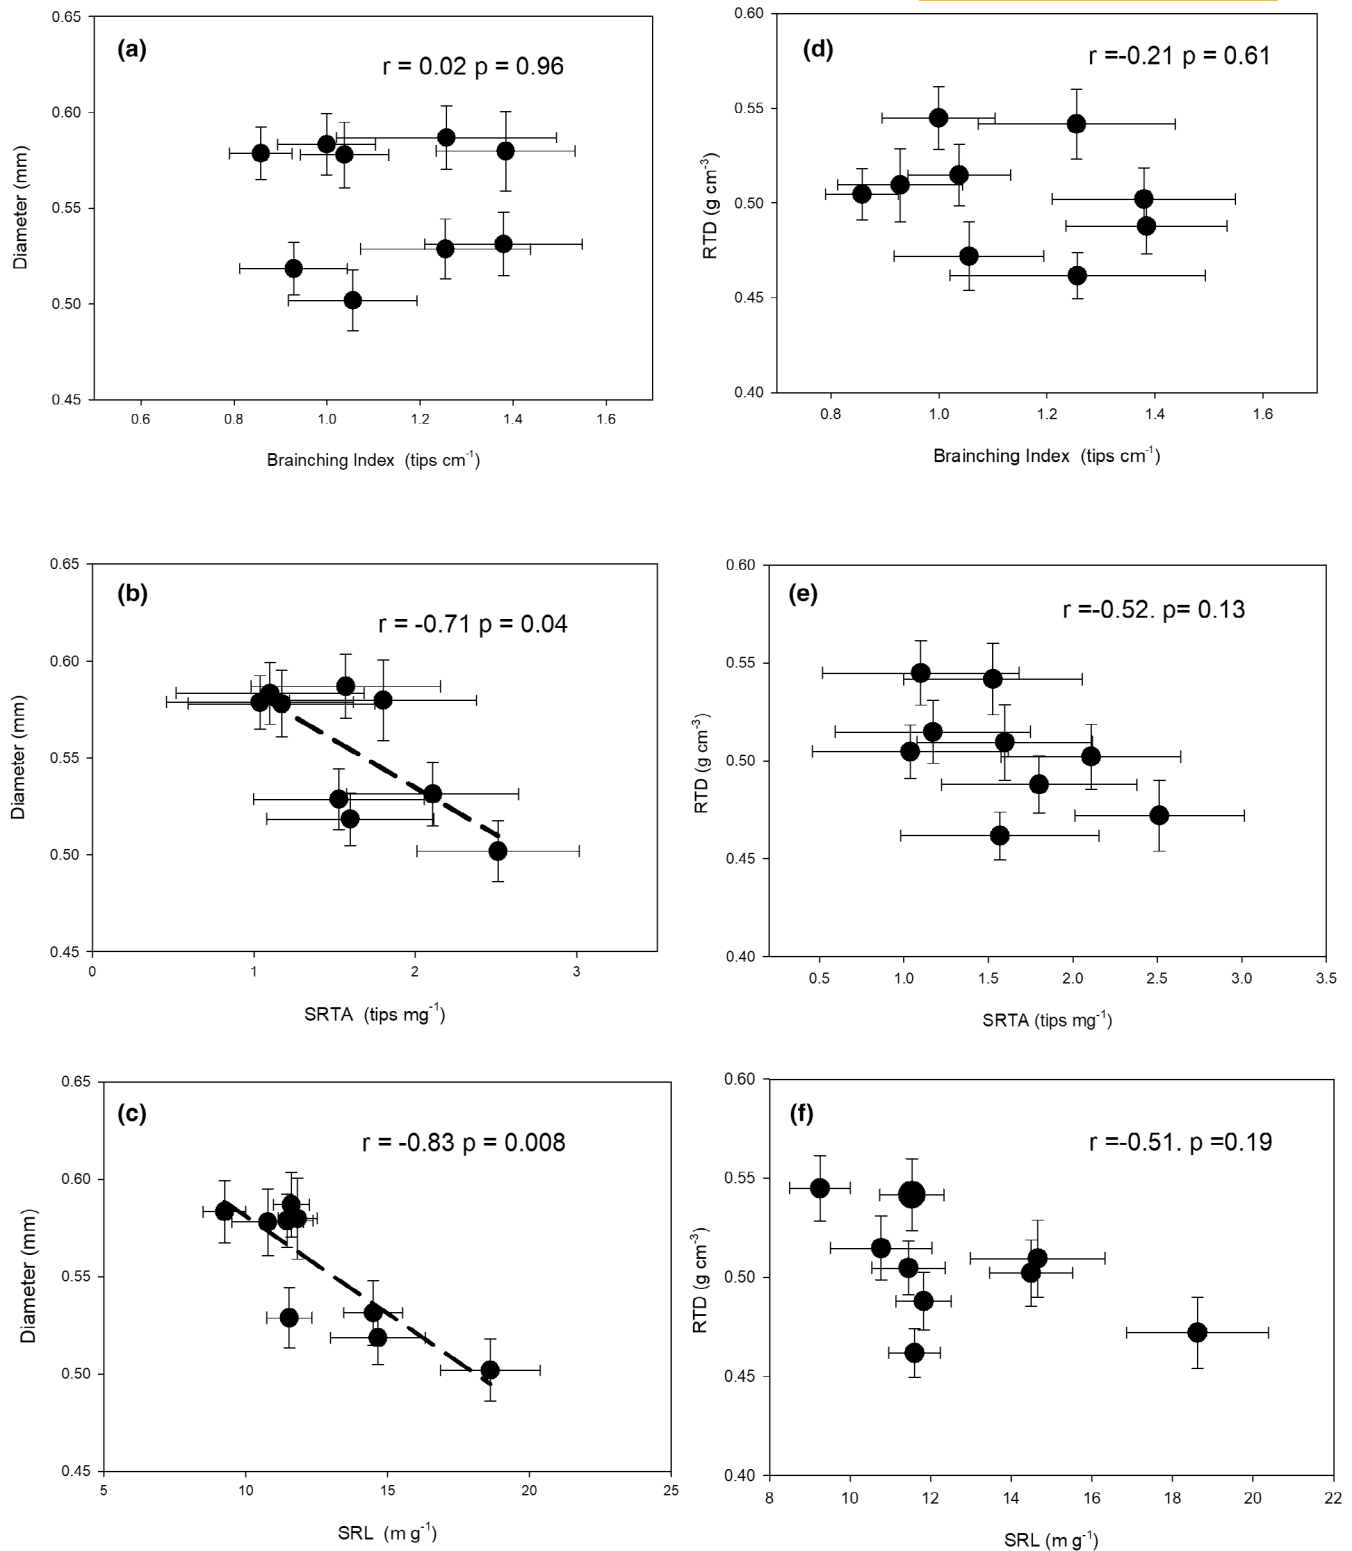 (a)
r = 0.02 p = 0.96
0.65
0.60
0.55
0.50
0.45
Diameter (mm)
0.6 0.8 1.0 1.2 1.4 1.6
Brainching Index (tips cm⁻¹)
(d)
r =-0.21 p = 0.61
0.60
0.55
0.50
0.45
0.40
RTD (g cm⁻³)
0.8 1.0 1.2 1.4 1.6
Brainching Index (tips cm⁻¹)
(b)
r = -0.71 p = 0.04
0.65
0.60
0.55
0.50
0.45
Diameter (mm)
0 1 2 3
SRTA (tips mg⁻¹)
(e)
r =-0.52. p= 0.13
0.60
0.55
0.50
0.45
0.40
RTD (g cm⁻³)
0.5 1.0 1.5 2.0 2.5 3.0 3.5
SRTA (tips mg⁻¹)
(c)
r = -0.83 p = 0.008
0.65
0.60
0.55
0.50
0.45
Diameter (mm)
5 10 15 20 25
SRL (m g⁻¹)
(f)
r =-0.51. p =0.19
0.60
0.55
0.50
0.45
0.40
RTD (g cm⁻³)
8 10 12 14 16 18 20 22
SRL (m g⁻¹)